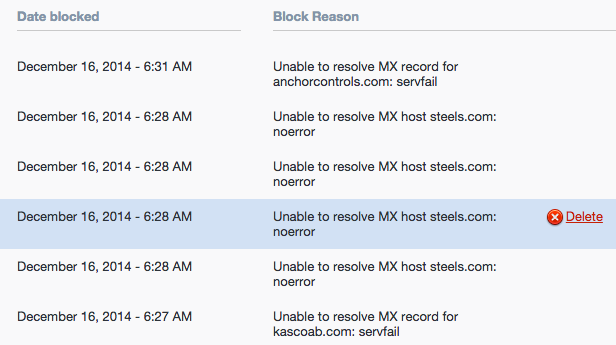 Date blocked Block Reason
December 16, 2014 - 6:31 AM Unable to resolve MX record for
anchorcontrols.com: servfail
December 16, 2014 - 6:28 AM Unable to resolve MX host steels.com:
noerror
December 16, 2014 - 6:28 AM Unable to resolve MX host steels.com:
noerror
December 16, 2014 - 6:28 AM Unable to resolve MX host steels.com: Delete
noerror
December 16, 2014 - 6:28 AM Unable to resolve MX host steels.com:
noerror
December 16, 2014 - 6:27 AM Unable to resolve MX record for
kascoab.com: servfail